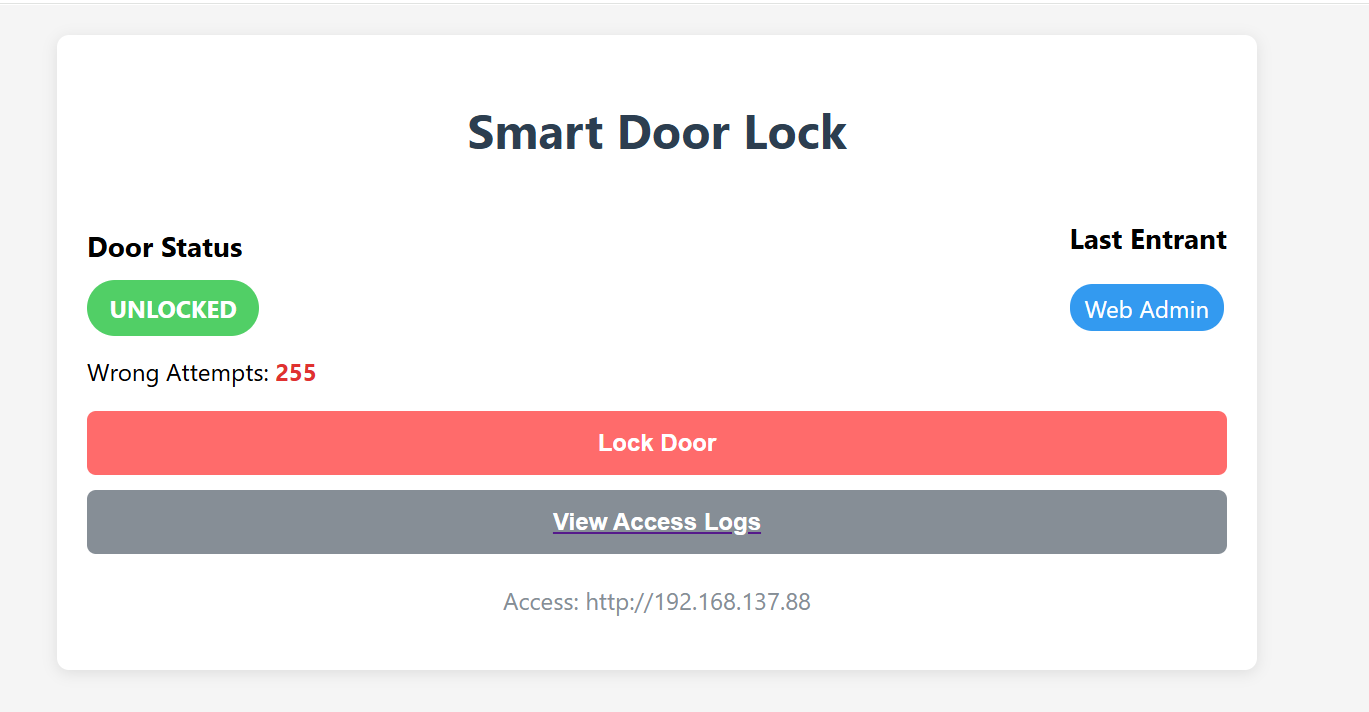 Smart Door Lock
Door Status
Last Entrant
UNLOCKED
Web Admin
Wrong Attempts: 255
Lock Door
View Access Logs
Access: http://192.168.137.88